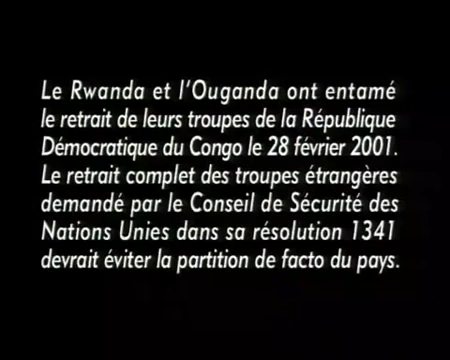 Le Rwanda et l'Ouganda ont entamé
le retrait de leurs troupes de la République
Démocratique du Congo le 28 février 2001.
Le retrait complet des troupes étrangères
demandé par le Conseil de Sécurité des
Nations Unies dans sa résolution 1341
devrait éviter la partition de facto du pays.